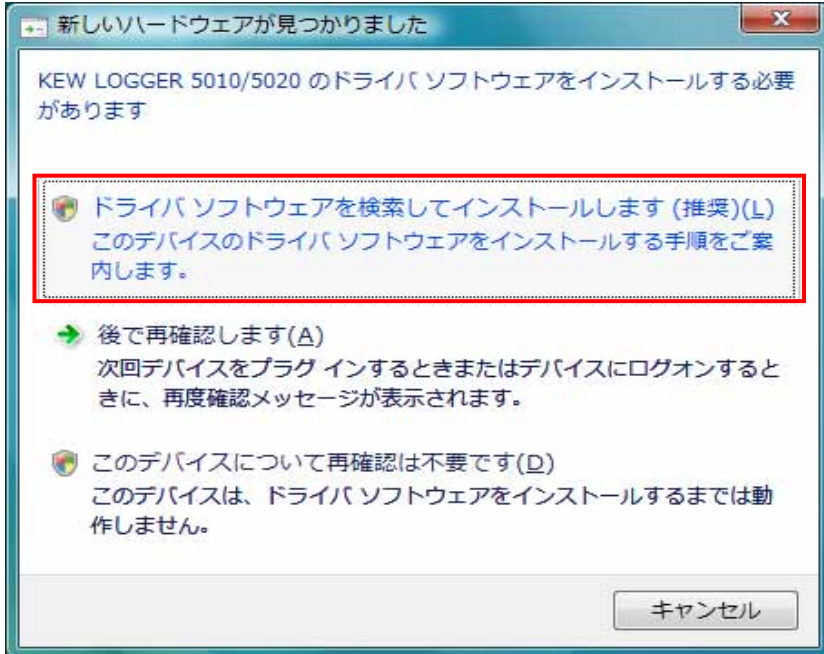 新しいハードウェアが見つかりました
KEW LOGGER 5010/5020 のドライバ ソフトウェアをインストールする必要
があります
ドライバ ソフトウェアを検索してインストールします (推奨)(L)
このデバイスのドライバ ソフトウェアをインストールする手順をご案
内します。
後で再確認します(A)
次回デバイスをプラグ インするときまたはデバイスにログオンすると
きに、再度確認メッセージが表示されます。
このデバイスについて再確認は不要です(D)
このデバイスは、ドライバ ソフトウェアをインストールするまでは動
作しません。
キャンセル